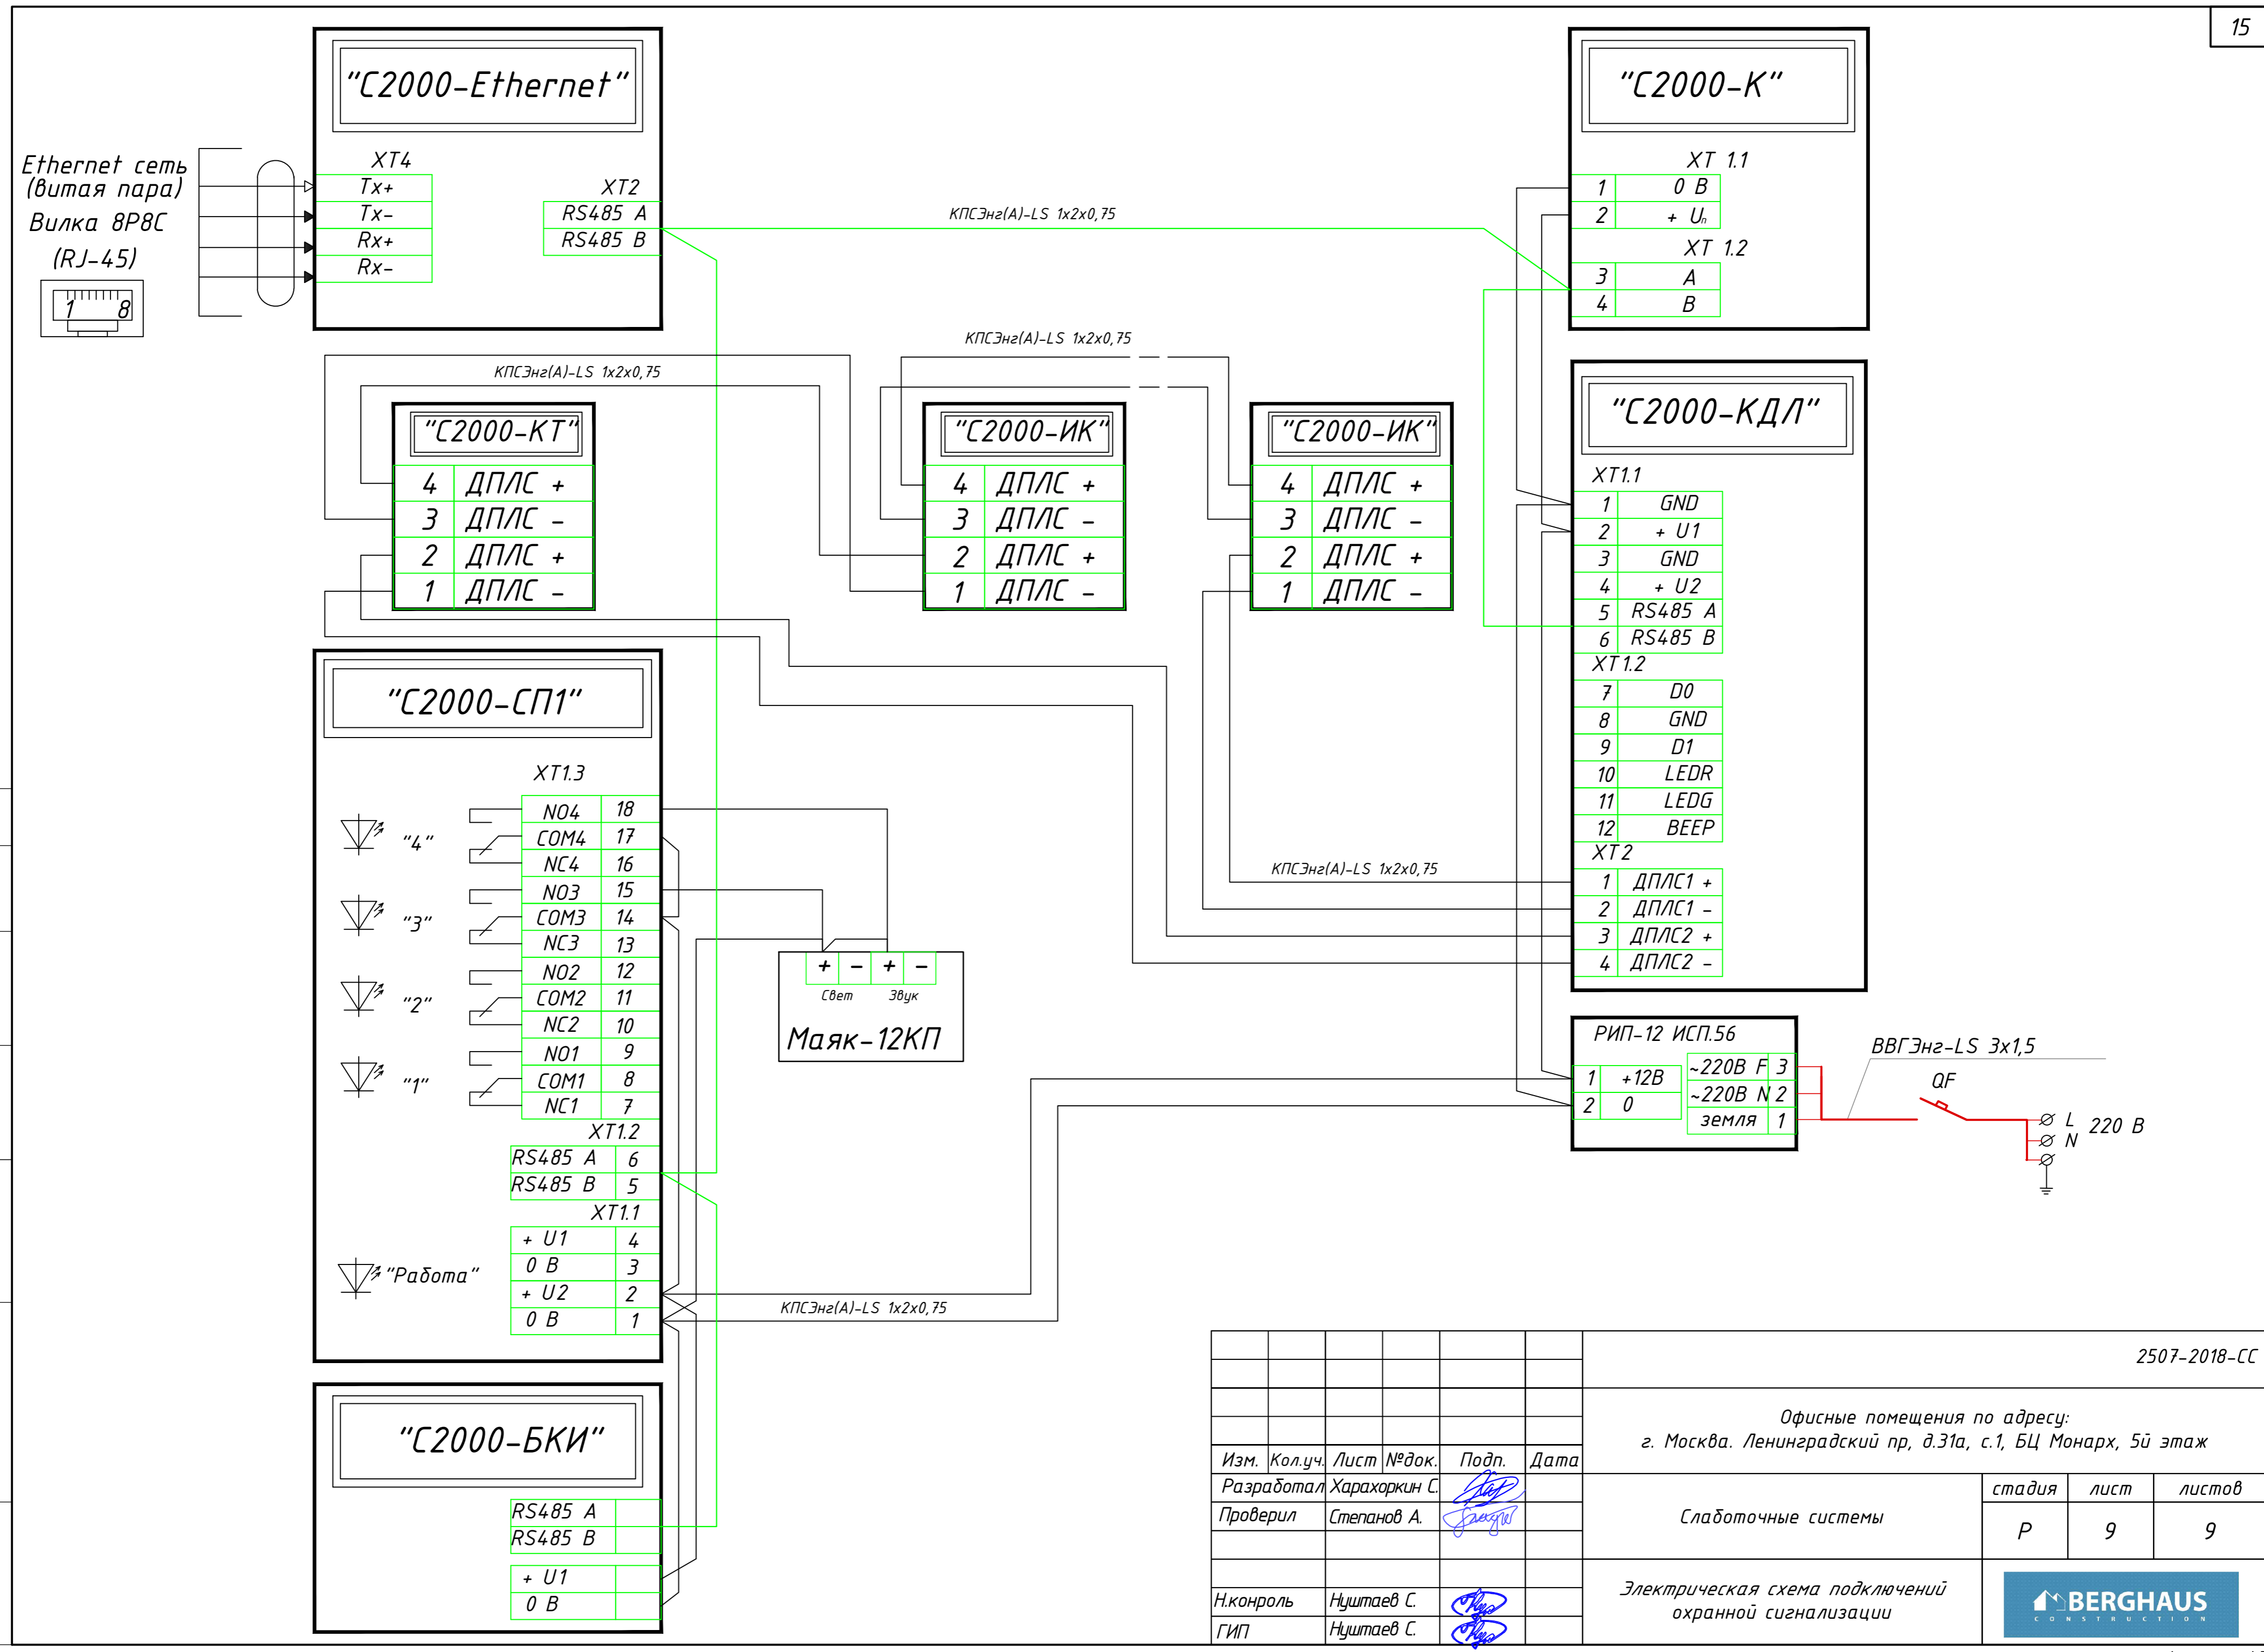 15
"С2000-Ethernet"
Ethernet сеть
(витая пара)
Вилка 8P8C
(RJ-45)
1 8
XT4
Tx+
Tx-
Rx+
Rx-
XT2
RS485 A
RS485 B
КПСЭнг(А)-LS 1x2x0,75
"С2000-К"
XT 1.1
1 0 В
2 + Uп
XT 1.2
3 A
4 B
КПСЭнг(А)-LS 1x2x0,75
КПСЭнг(А)-LS 1x2x0,75
"С2000-КТ"
4 ДПЛС +
3 ДПЛС -
2 ДПЛС +
1 ДПЛС -
"С2000-ИК"
4 ДПЛС +
3 ДПЛС -
2 ДПЛС +
1 ДПЛС -
"С2000-ИК"
4 ДПЛС +
3 ДПЛС -
2 ДПЛС +
1 ДПЛС -
"С2000-КДЛ"
XT1.1
1 GND
2 + U1
3 GND
4 + U2
5 RS485 A
6 RS485 B
XT1.2
7 D0
8 GND
9 D1
10 LEDR
11 LEDG
12 BEEP
XT2
1 ДПЛС1 +
2 ДПЛС1 -
3 ДПЛС2 +
4 ДПЛС2 -
КПСЭнг(А)-LS 1x2x0,75
"С2000-СП1"
XT1.3
NO4 18
"4" COM4 17
NC4 16
NO3 15
"3" COM3 14
NC3 13
NO2 12
"2" COM2 11
NC2 10
NO1 9
"1" COM1 8
NC1 7
XT1.2
RS485 A 6
RS485 B 5
XT1.1
+ U1 4
0 В 3
"Работа"
+ U2 2
0 В 1
+ - + -
Свет Звук
Маяк-12КП
КПСЭнг(А)-LS 1x2x0,75
РИП-12 ИСП.56
1 +12В
2 0
~220В F 3
~220В N 2
земля 1
ВВГЭнг-LS 3x1,5
QF
L
N
220 В
"С2000-БКИ"
RS485 A
RS485 B
+ U1
0 В
2507-2018-СС
Офисные помещения по адресу:
г. Москва. Ленинградский пр, д.31а, с.1, БЦ Монарх, 5й этаж
Изм. Кол.уч. Лист №док. Подп. Дата
Разработал Харахоркин С.
Проверил Степанов А.
Н.конроль Нуштаев С.
ГИП Нуштаев С.
Слаботочные системы
стадия лист листов
Р 9 9
Электрическая схема подключений
охранной сигнализации
BERGHAUS
CONSTRUCTION